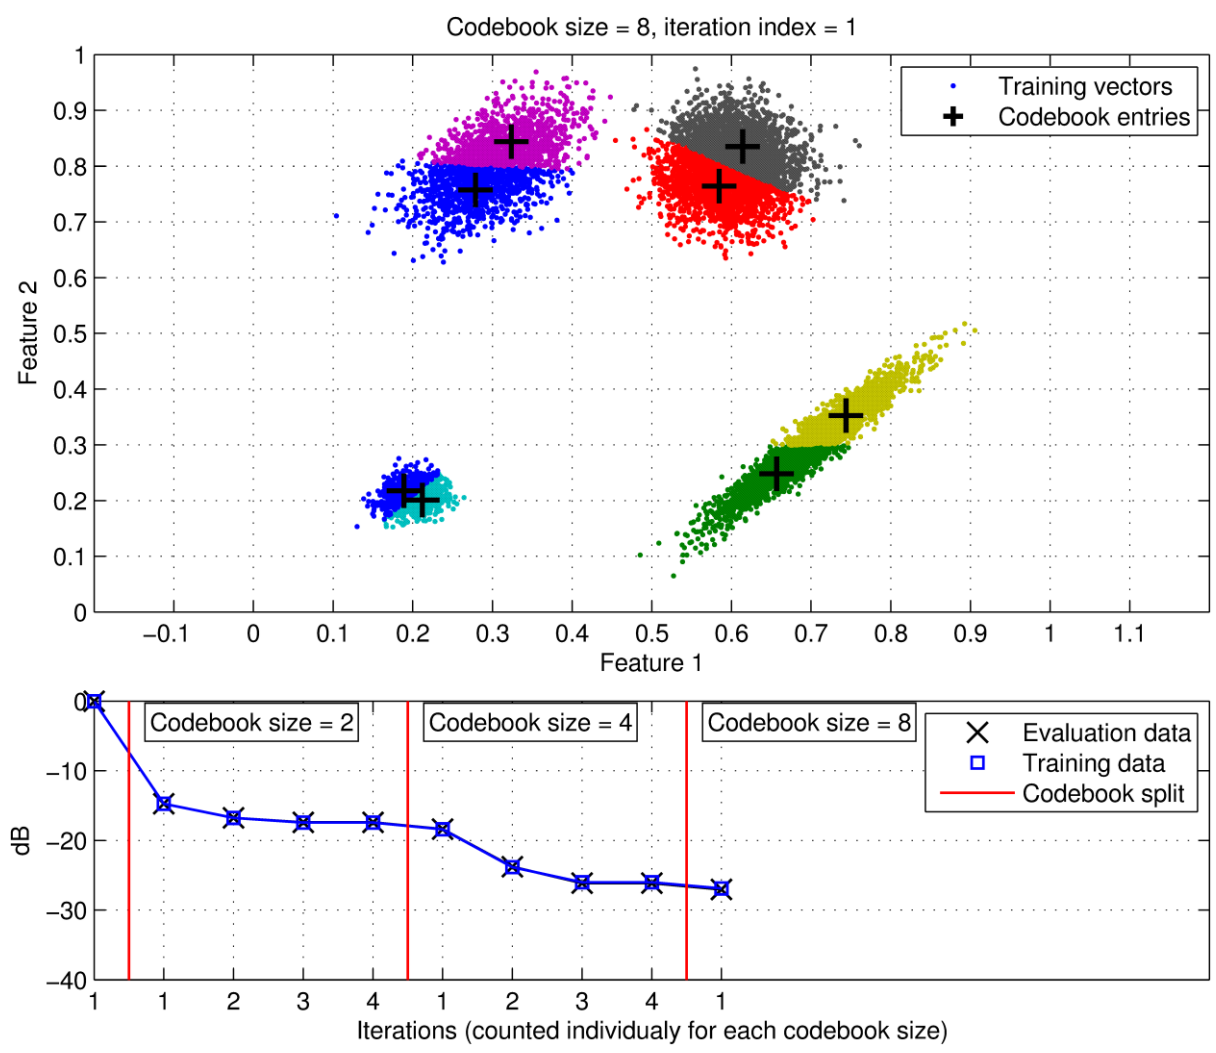 Codebook size = 8, iteration index = 1
1
0.9
0.8
0.7
0.6
0.5
0.4
0.3
0.2
0.1
0
Feature 2
Training vectors
Codebook entries
−0.1 0 0.1 0.2 0.3 0.4 0.5 0.6 0.7 0.8 0.9 1 1.1
Feature 1
0
−10
−20
−30
−40
dB
Codebook size = 2
Codebook size = 4
Codebook size = 8
Evaluation data
Training data
Codebook split
1 1 2 3 4 1 2 3 4 1
Iterations (counted individualy for each codebook size)